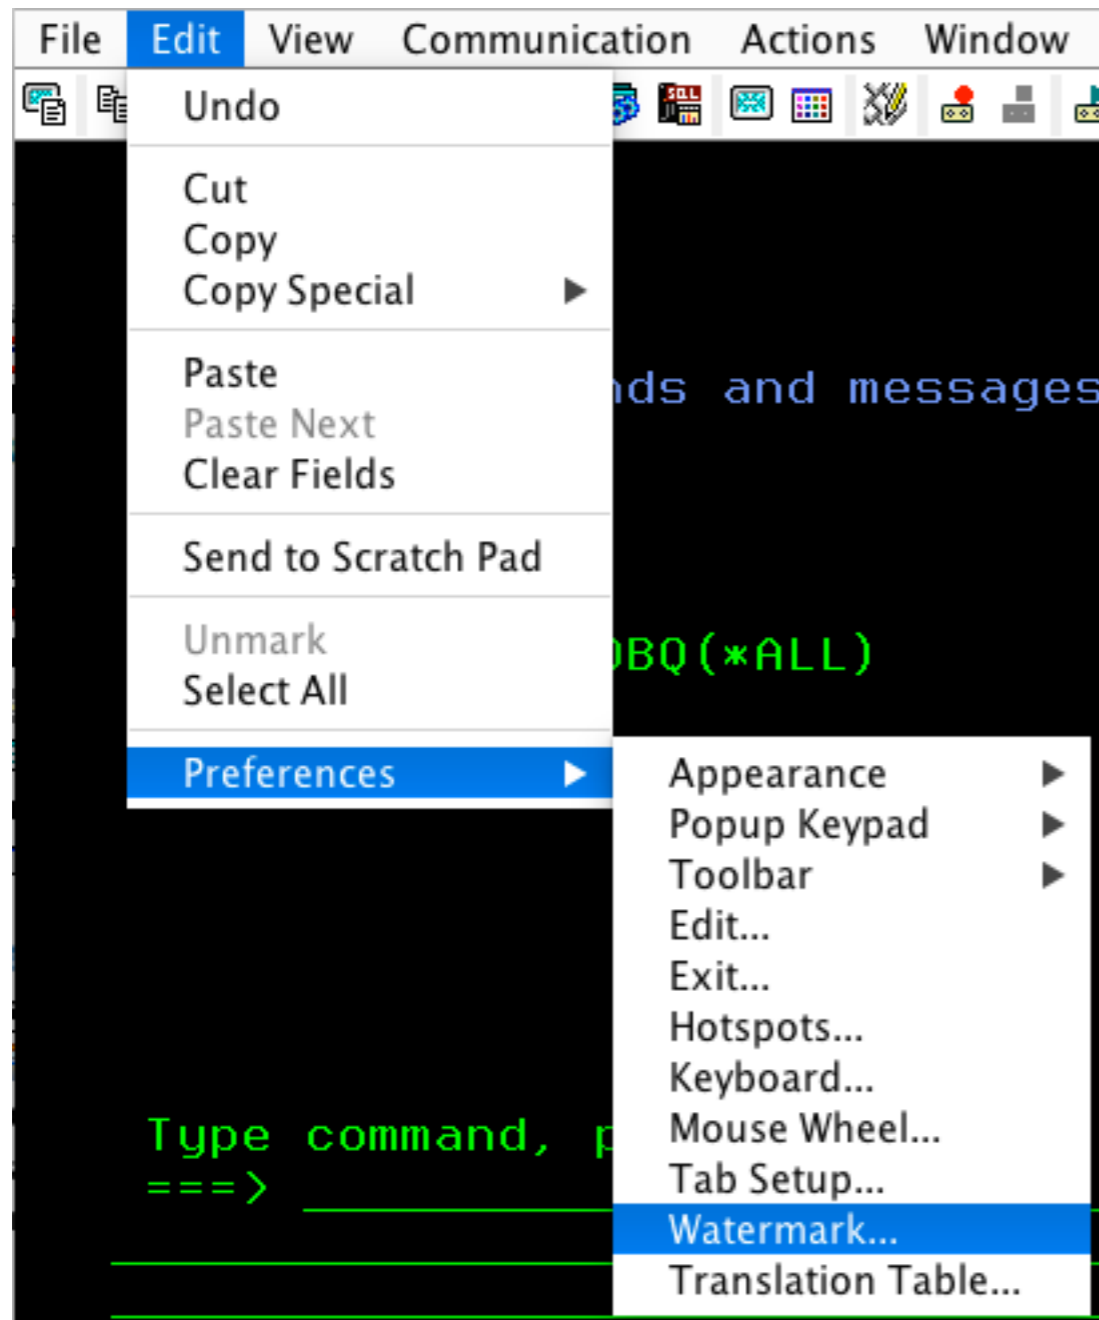 File Edit View Communication Actions Window
SQL
Undo
Cut
Copy
Copy Special
Paste
Paste Next
Clear Fields
Send to Scratch Pad
Unmark
Select All
Preferences
and messages
(*ALL)
Appearance
Popup Keypad
Toolbar
Edit...
Exit...
Hotspots...
Keyboard...
Mouse Wheel...
Tab Setup...
Watermark...
Translation Table...
Type command,
===>